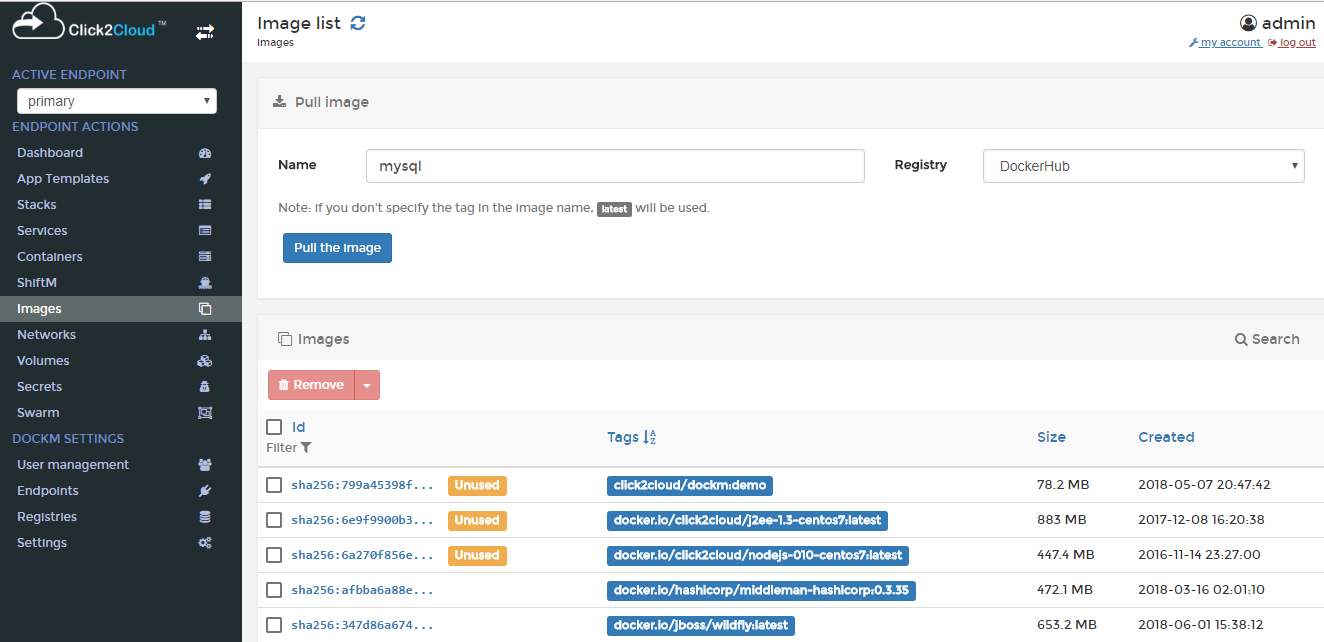 Click2Cloud™
ACTIVE ENDPOINT
primary
ENDPOINT ACTIONS
Dashboard
App Templates
Stacks
Services
Containers
ShiftM
Images
Networks
Volumes
Secrets
Swarm
DOCKM SETTINGS
User management
Endpoints
Registries
Settings
Image list
Images
admin
my account log out
Pull image
Name mysql Registry DockerHub
Note: if you don't specify the tag in the image name, latest will be used.
Pull the image
Images Search
Remove
Id
Filter
Tags Size Created
sha256:799a45398f... Unused click2cloud/dockm:demo 78.2 MB 2018-05-07 20:47:42
sha256:6e9f9900b3... Unused docker.io/click2cloud/j2ee-1.3-centos7:latest 883 MB 2017-12-08 16:20:38
sha256:6a270f856e... Unused docker.io/click2cloud/nodejs-010-centos7:latest 447.4 MB 2016-11-14 23:27:00
sha256:afbba6a88e... docker.io/hashicorp/middleman-hashicorp:0.3.35 472.1 MB 2018-03-16 02:01:10
sha256:347d86a674... docker.io/jboss/wildfly:latest 653.2 MB 2018-06-01 15:38:12